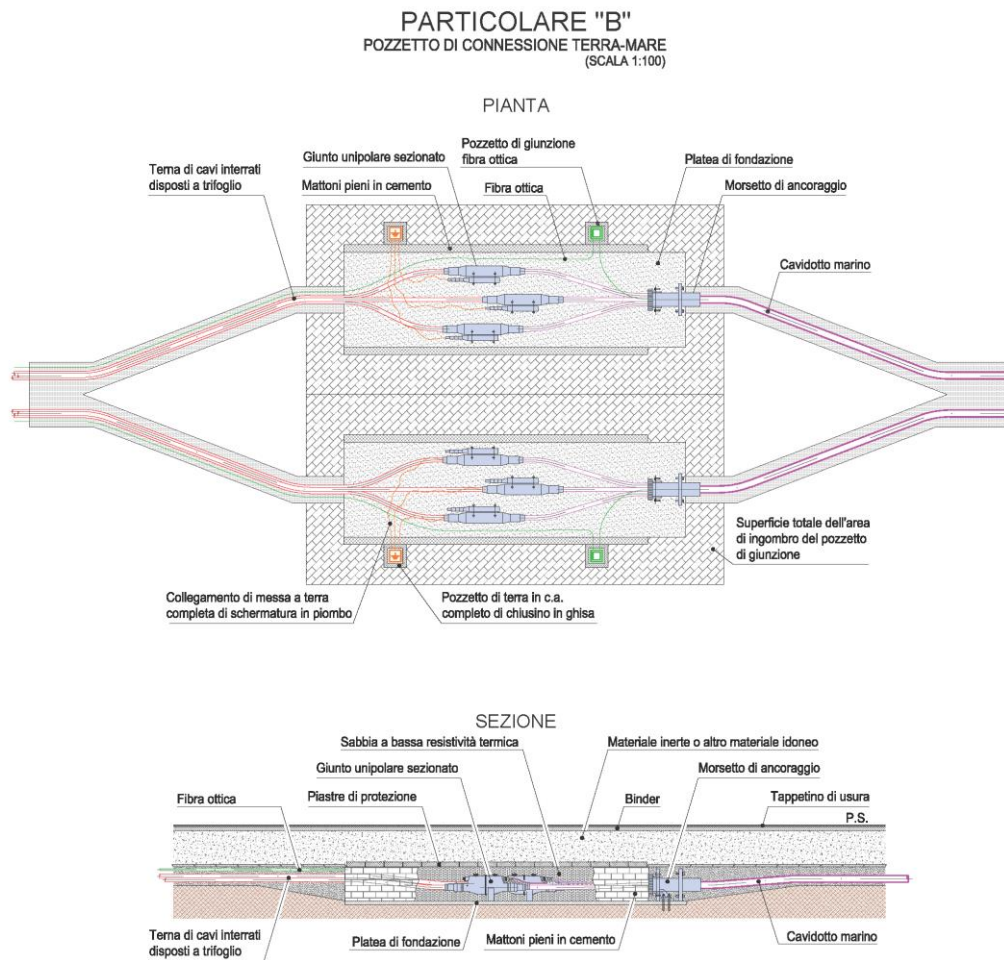 PARTICOLARE "B"
POZZETTO DI CONNESSIONE TERRA-MARE
(SCALA 1:100)
PIANTA
Terna di cavi interrati
disposti a trifoglio
Giunto unipolare sezionato
Mattoni pieni in cemento
Pozzetto di giunzione
fibra ottica
Fibra ottica
Platea di fondazione
Morsetto di ancoraggio
Cavidotto marino
Superficie totale dell'area
di ingombro del pozzetto
di giunzione
Collegamento di messa a terra
completa di schermatura in piombo
Pozzetto di terra in c.a.
completo di chiusino in ghisa
SEZIONE
Sabbia a bassa resistività termica
Giunto unipolare sezionato
Piastre di protezione
Fibra ottica
Materiale inerte o altro materiale idoneo
Morsetto di ancoraggio
Binder
Tappetino di usura
P.S.
Terna di cavi interrati
disposti a trifoglio
Platea di fondazione
Mattoni pieni in cemento
Cavidotto marino